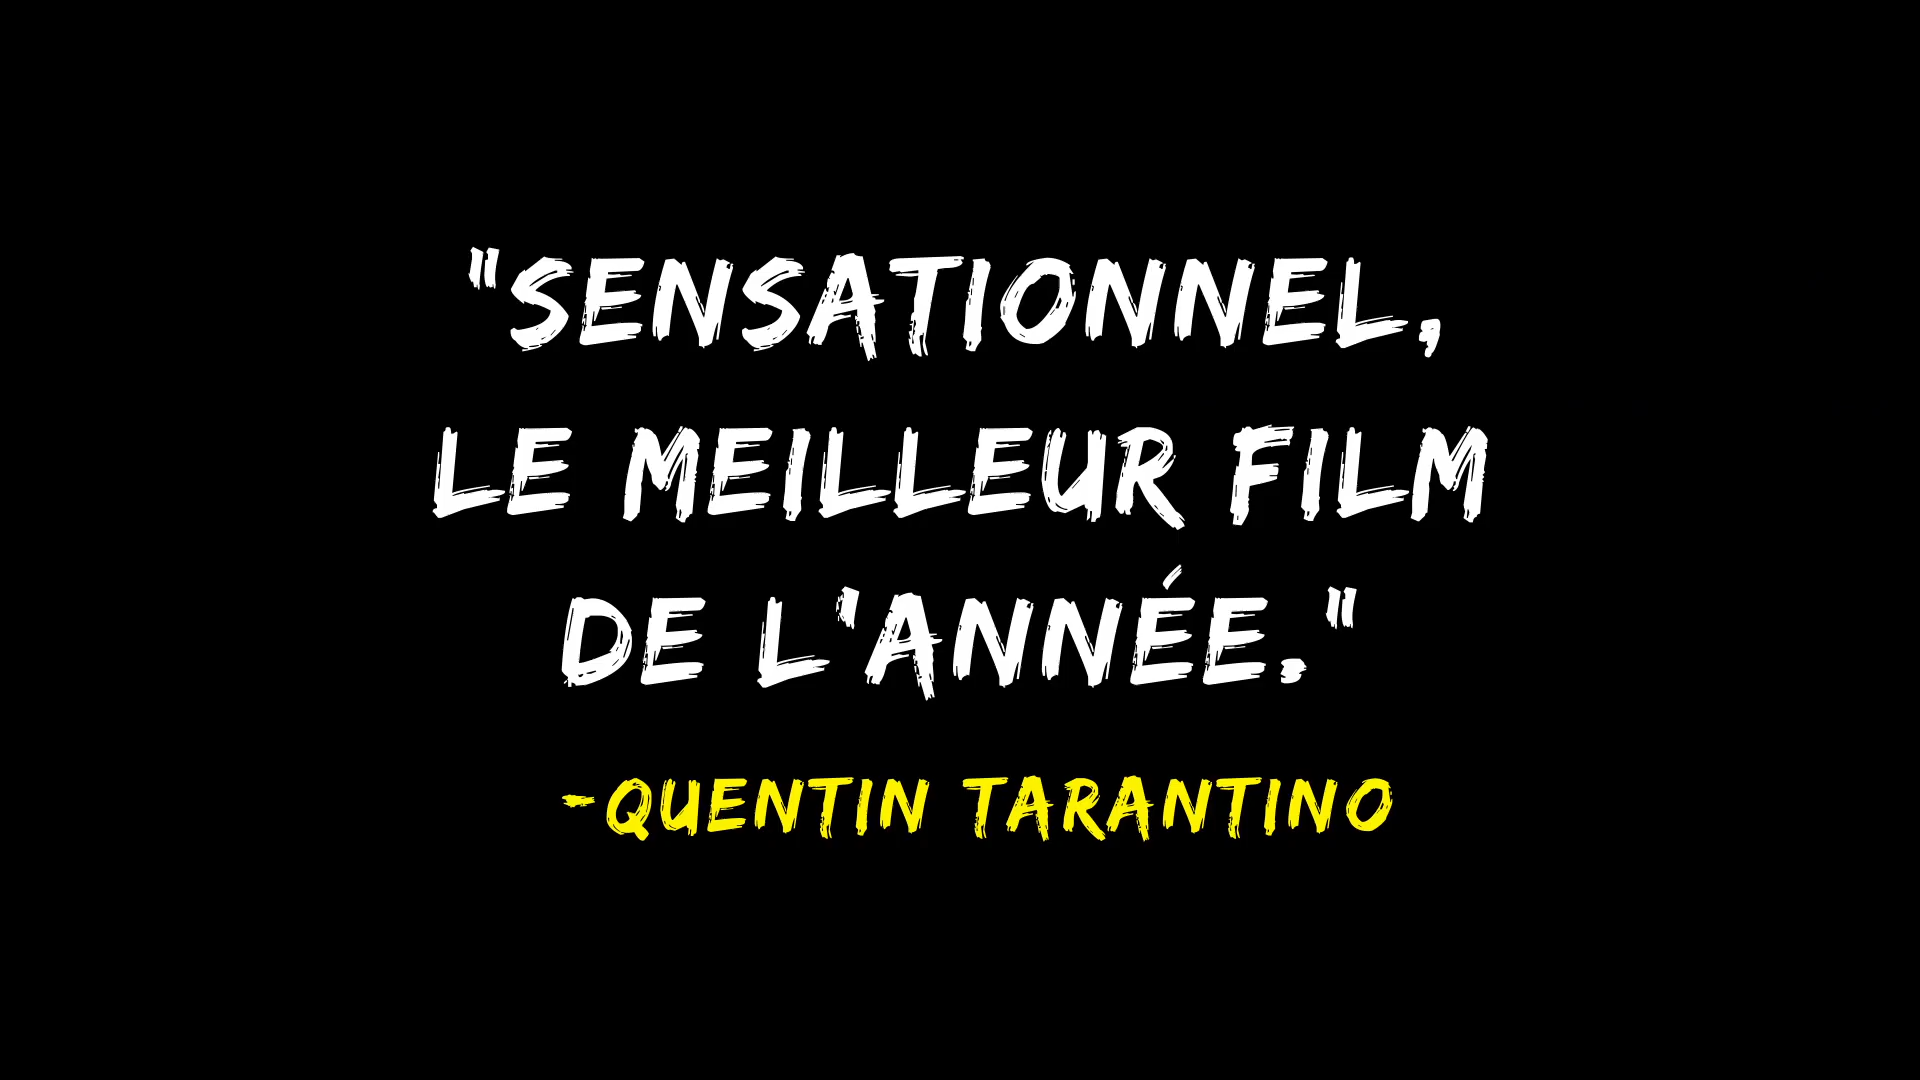 "SENSATIONNEL,
LE MEILLEUR FILM
DE L'ANNÉE."
-QUENTIN TARANTINO